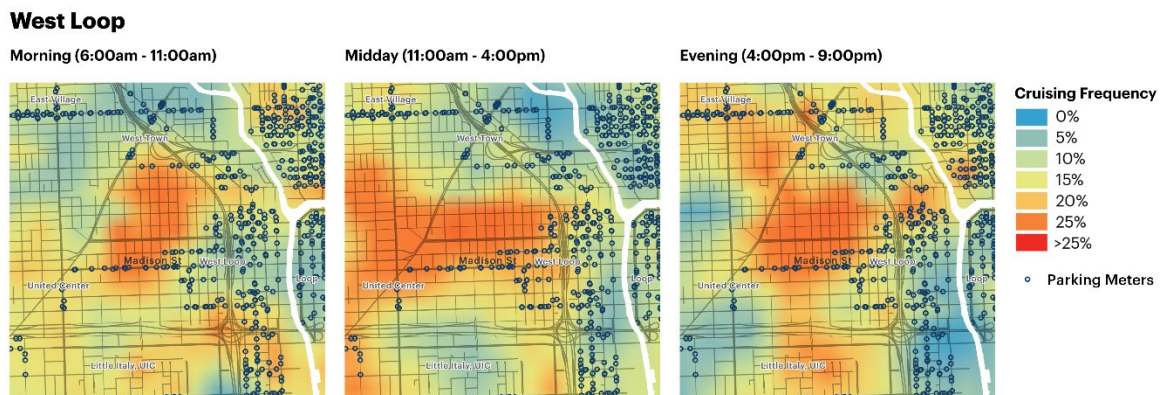 West Loop
Morning (6:00am - 11:00am)
Midday (11:00am - 4:00pm)
Evening (4:00pm - 9:00pm)
East Village
West Town
Madison St
West Loop
United Center
Loop
Little Italy, UIC
East Village
West Town
Madison St
West Loop
United Center
Loop
Little Italy, UIC
East Village
West Town
Madison St
West Loop
United Center
Loop
Little Italy, UIC
Cruising Frequency
0%
5%
10%
15%
20%
25%
>25%
Parking Meters